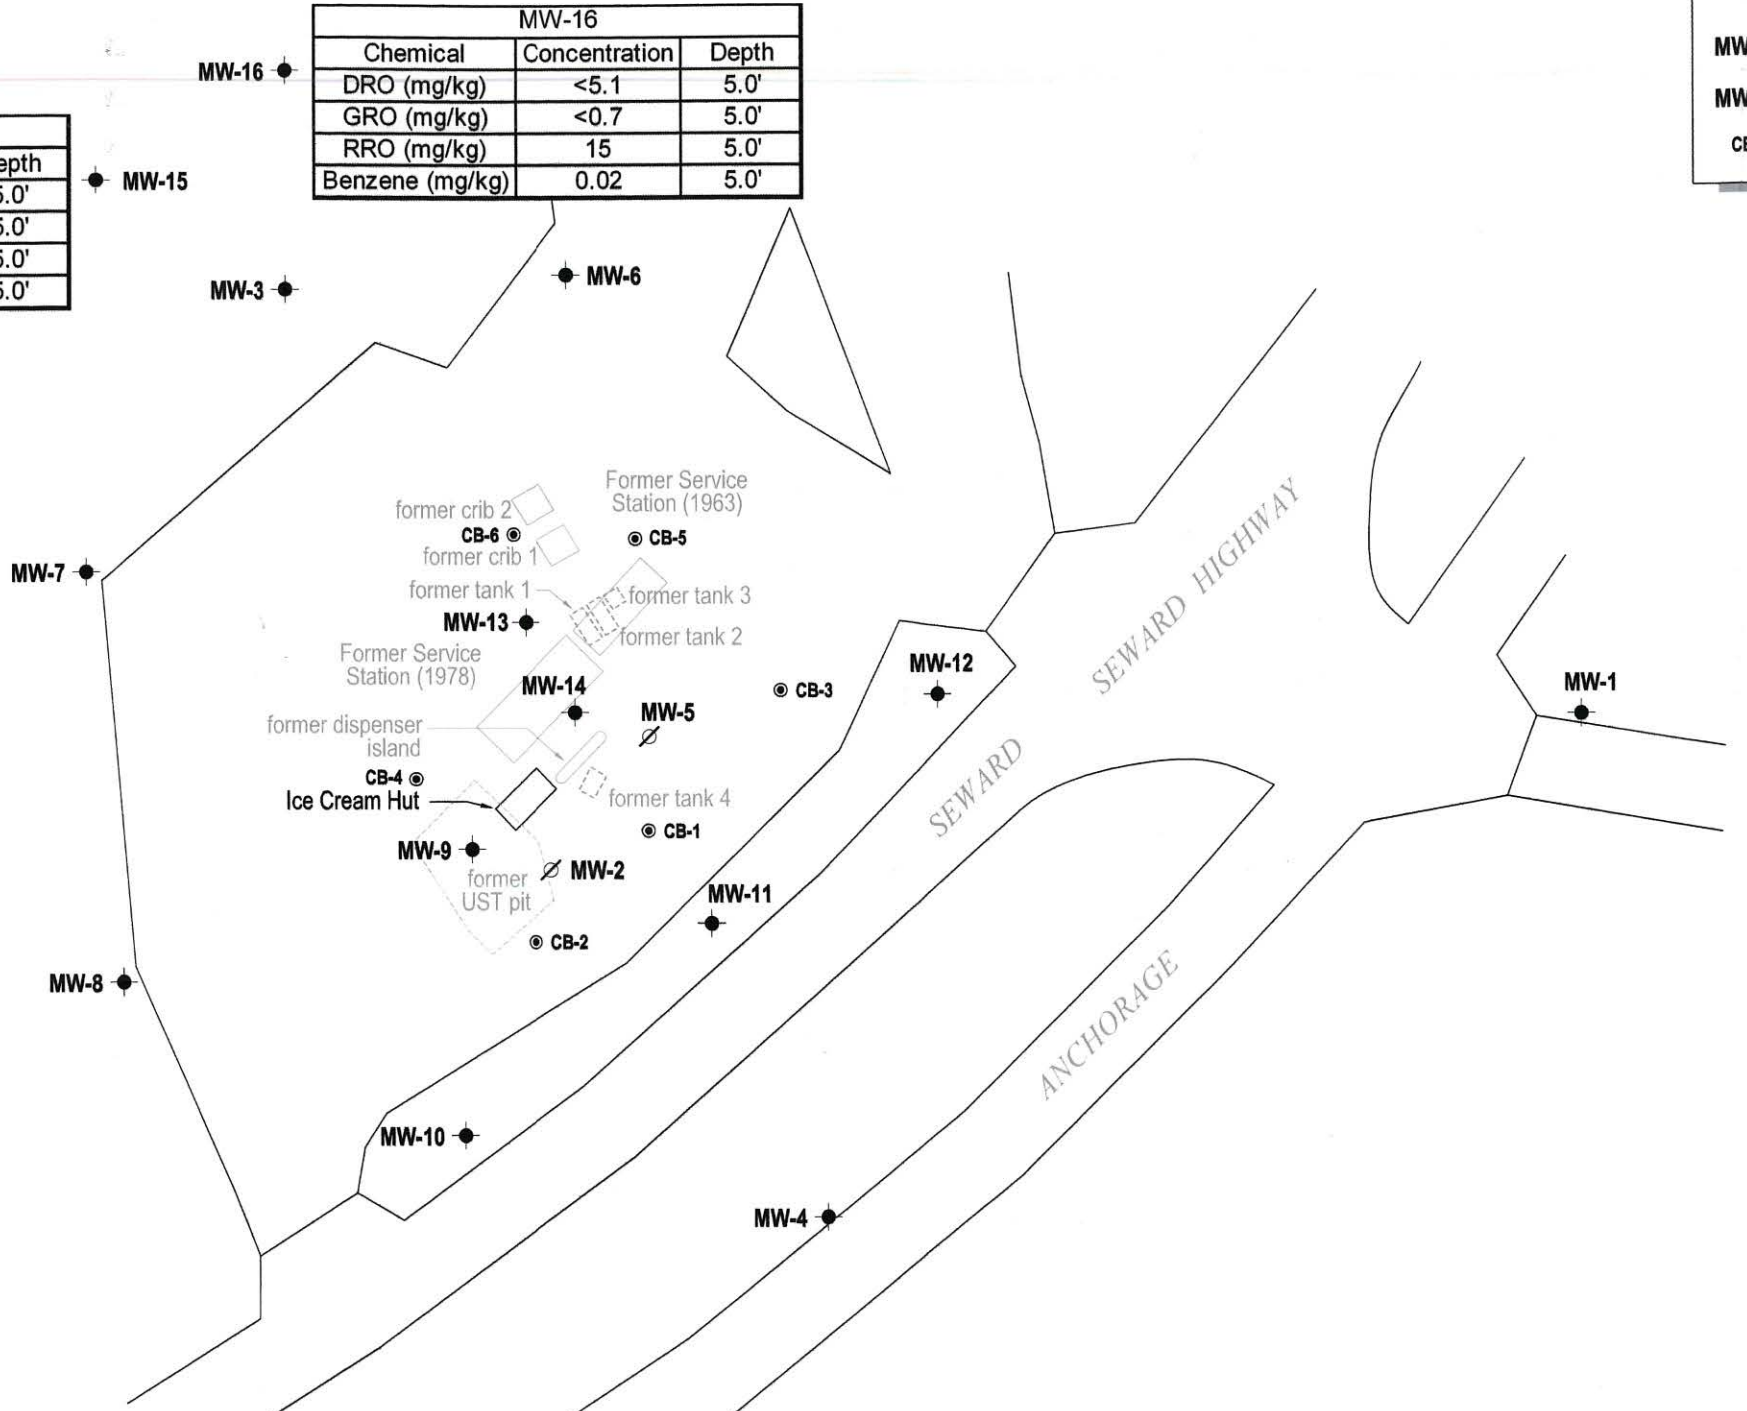 MW-16
Chemical Concentration Depth
DRO (mg/kg) <5.1 5.0'
GRO (mg/kg) <0.7 5.0'
RRO (mg/kg) 15 5.0'
Benzene (mg/kg) 0.02 5.0'
MW-16
MW-15
MW-3
MW-6
Former Service
Station (1963)
former crib 2
CB-6
CB-5
former crib 1
MW-7
former tank 1
former tank 3
MW-13
former tank 2
Former Service
Station (1978)
MW-14
MW-5
CB-3
MW-12
MW-1
SEWARD HIGHWAY
former dispenser
island
CB-4
Ice Cream Hut
former tank 4
CB-1
SEWARD
MW-9
MW-2
former
UST pit
MW-11
CB-2
MW-8
ANCHORAGE
MW-10
MW-4